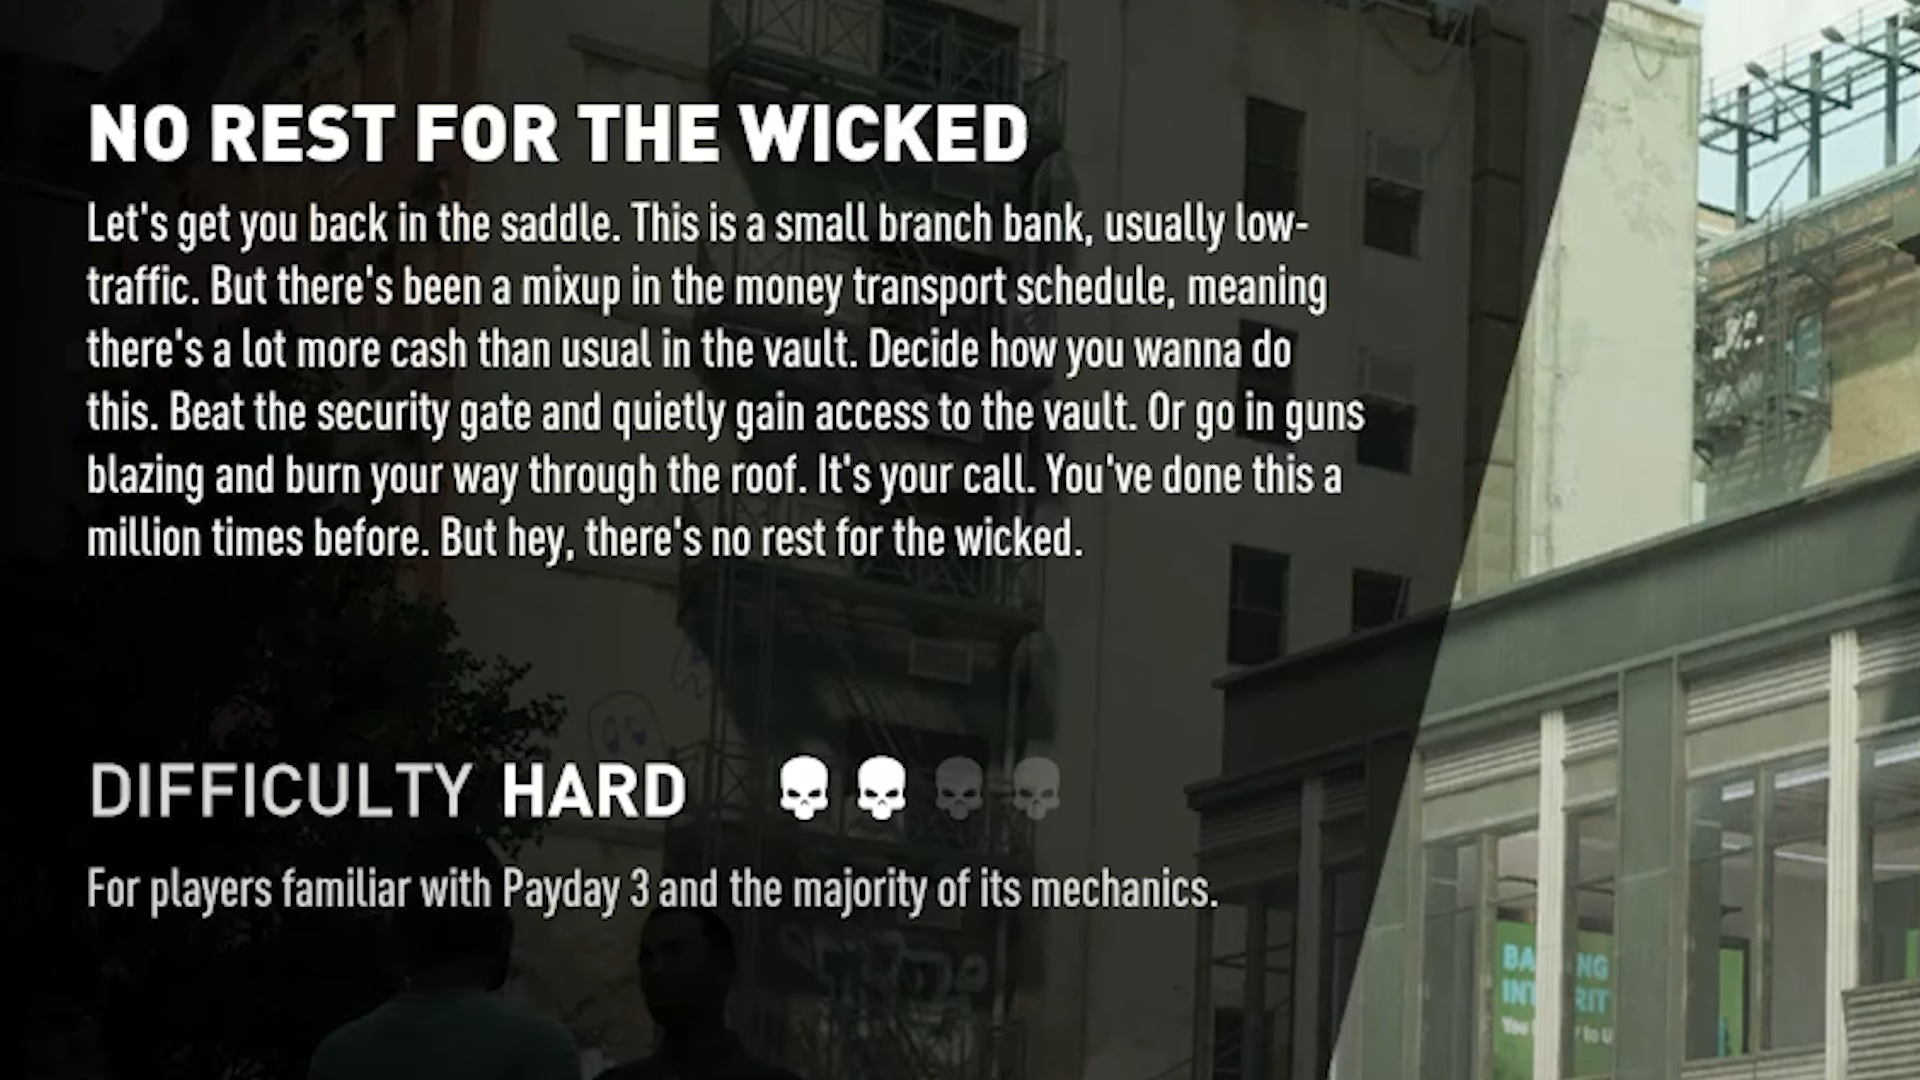 NO REST FOR THE WICKED
Let's get you back in the saddle. This is a small branch bank, usually low-
traffic. But there's been a mixup in the money transport schedule, meaning
there's a lot more cash than usual in the vault. Decide how you wanna do
this. Beat the security gate and quietly gain access to the vault. Or go in guns
blazing and burn your way through the roof. It's your call. You've done this a
million times before. But hey, there's no rest for the wicked.
DIFFICULTY HARD
For players familiar with Payday 3 and the majority of its mechanics.